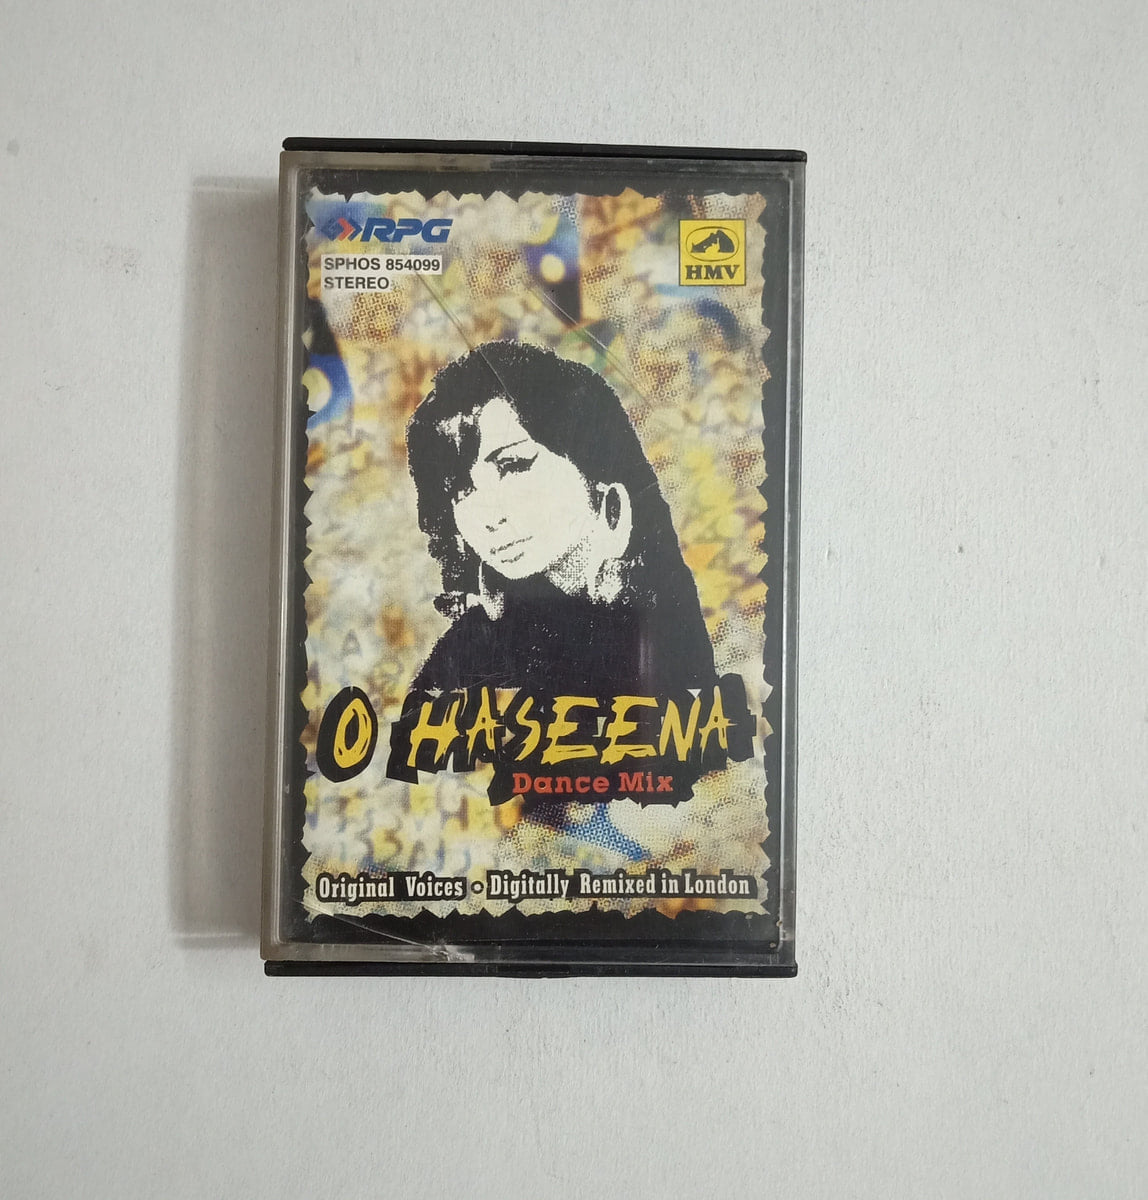 RPG
HMV
SPHOS 854099
STEREO
O HASEENA
Dance Mix
Original Voices • Digitally Remixed in London